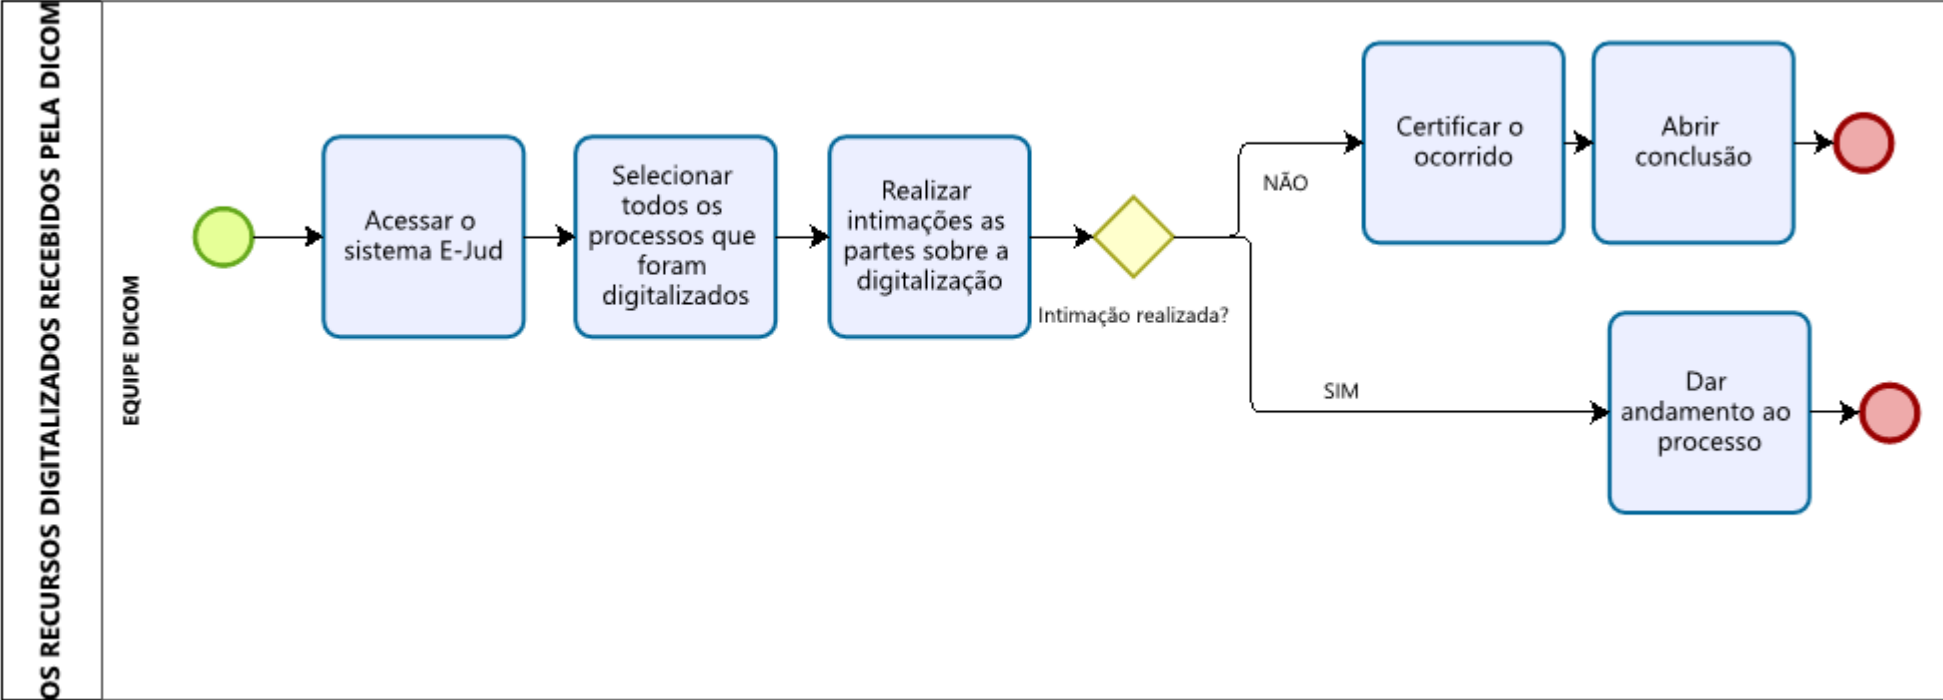 OS RECURSOS DIGITALIZADOS RECEBIDOS PELA DICOM
EQUIPE DICOM
Acessar o
sistema E-Jud
Selecionar
todos os
processos que
foram
digitalizados
Realizar
intimações as
partes sobre a
digitalização
Intimação realizada?
NÃO
Certificar o
ocorrido
Abrir
conclusão
SIM
Dar
andamento ao
processo